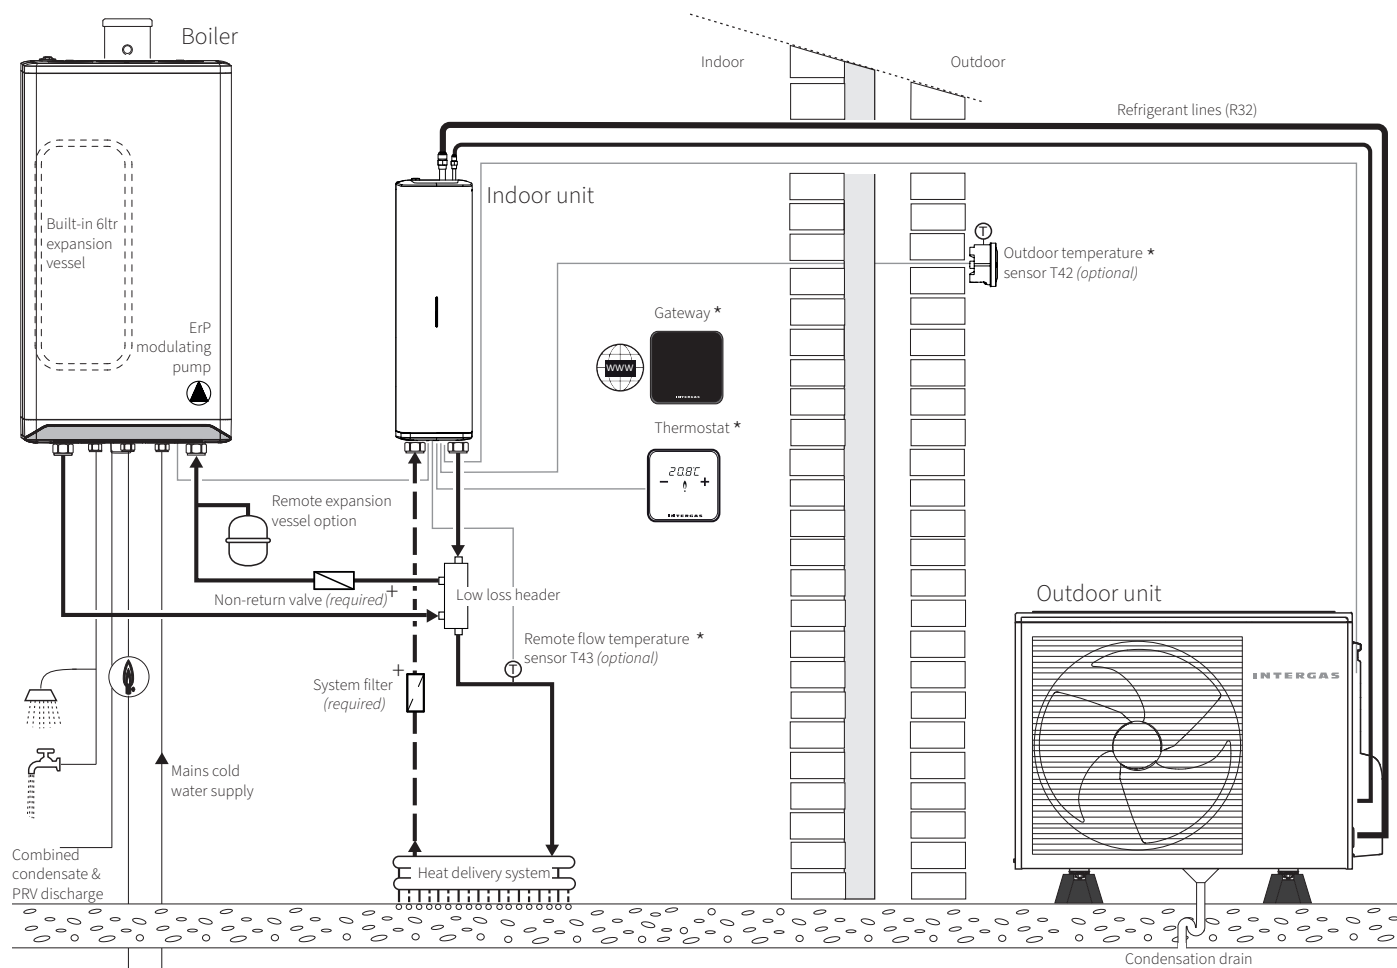 Boiler
Indoor
Outdoor
Refrigerant lines (R32)
Indoor unit
Built-in 6ltr
expansion
vessel
T
Outdoor temperature *
sensor T42 (optional)
Gateway *
ErP
modulating
pump
WWW
INTERGAS
Thermostat *
20.8°C
− +
INTERGAS
Remote expansion
vessel option
Non-return valve (required) +
Low loss header
Outdoor unit
Remote flow temperature *
sensor T43 (optional)
T
INTERGAS
System filter +
(required)
Mains cold
water supply
Combined
condensate &
PRV discharge
Heat delivery system
Condensation drain